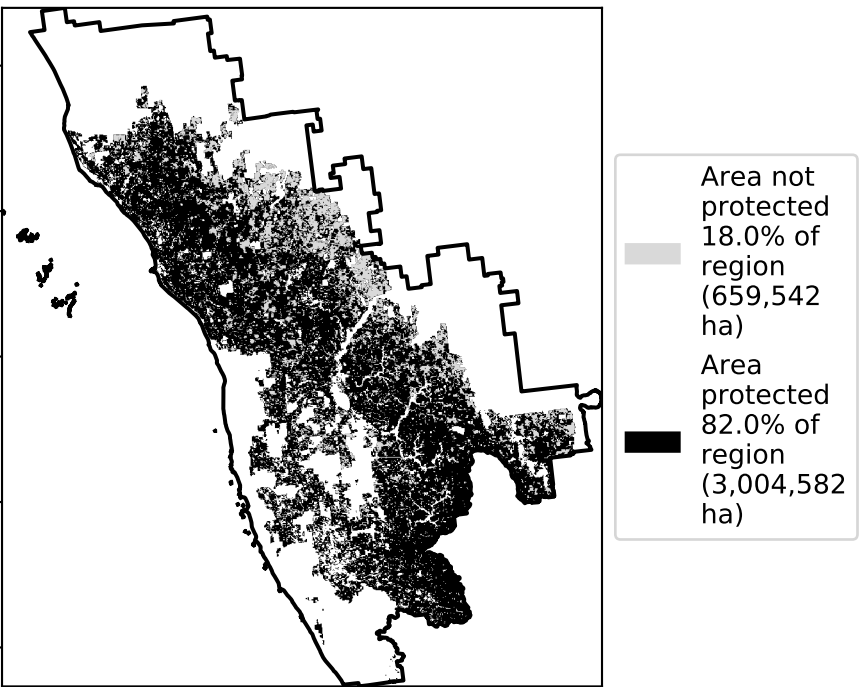 Area not
protected
18.0% of
region
(659,542
ha)
Area
protected
82.0% of
region
(3,004,582
ha)